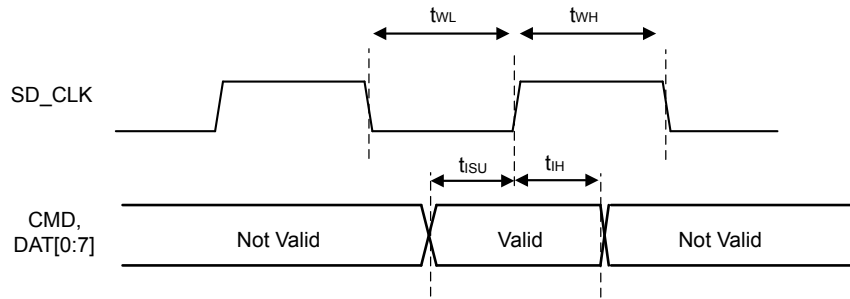 tWL
tWH
SD_CLK
tISU
tIH
CMD,
DAT[0:7]
Not Valid
Valid
Not Valid